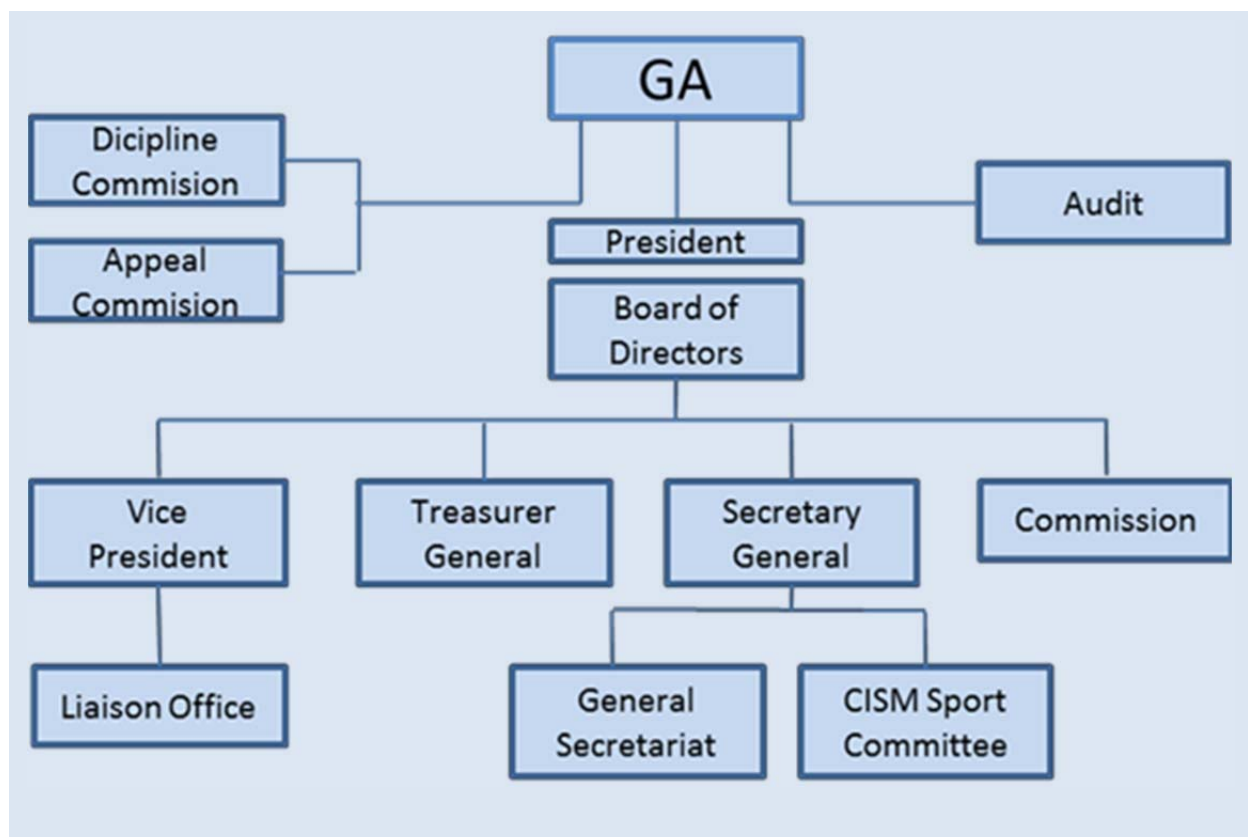 GA
Dicipline
Commision
Appeal
Commision
Audit
President
Board of
Directors
Vice
President
Treasurer
General
Secretary
General
Commission
Liaison Office
General
Secretariat
CISM Sport
Committee